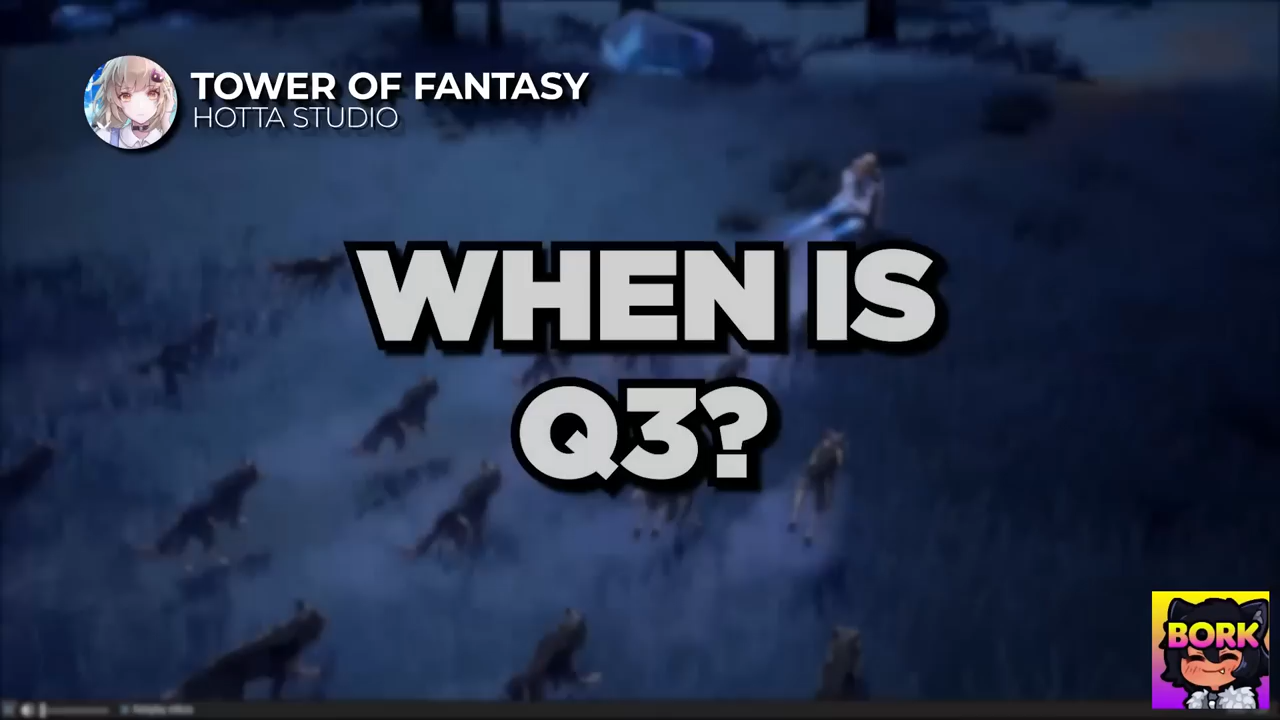 TOWER OF FANTASY
HOTTA STUDIO
WHEN IS
Q3?
BORK